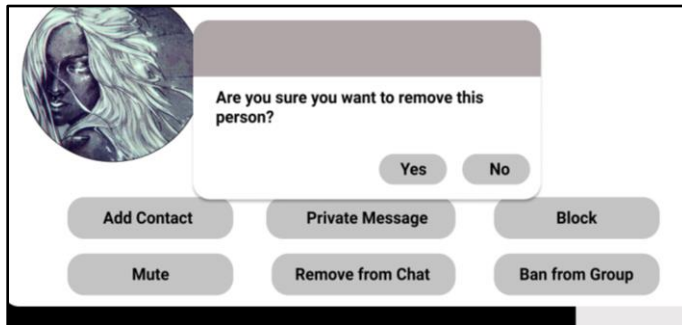 Are you sure you want to remove this
person?
Yes No
Add Contact Private Message Block
Mute Remove from Chat Ban from Group